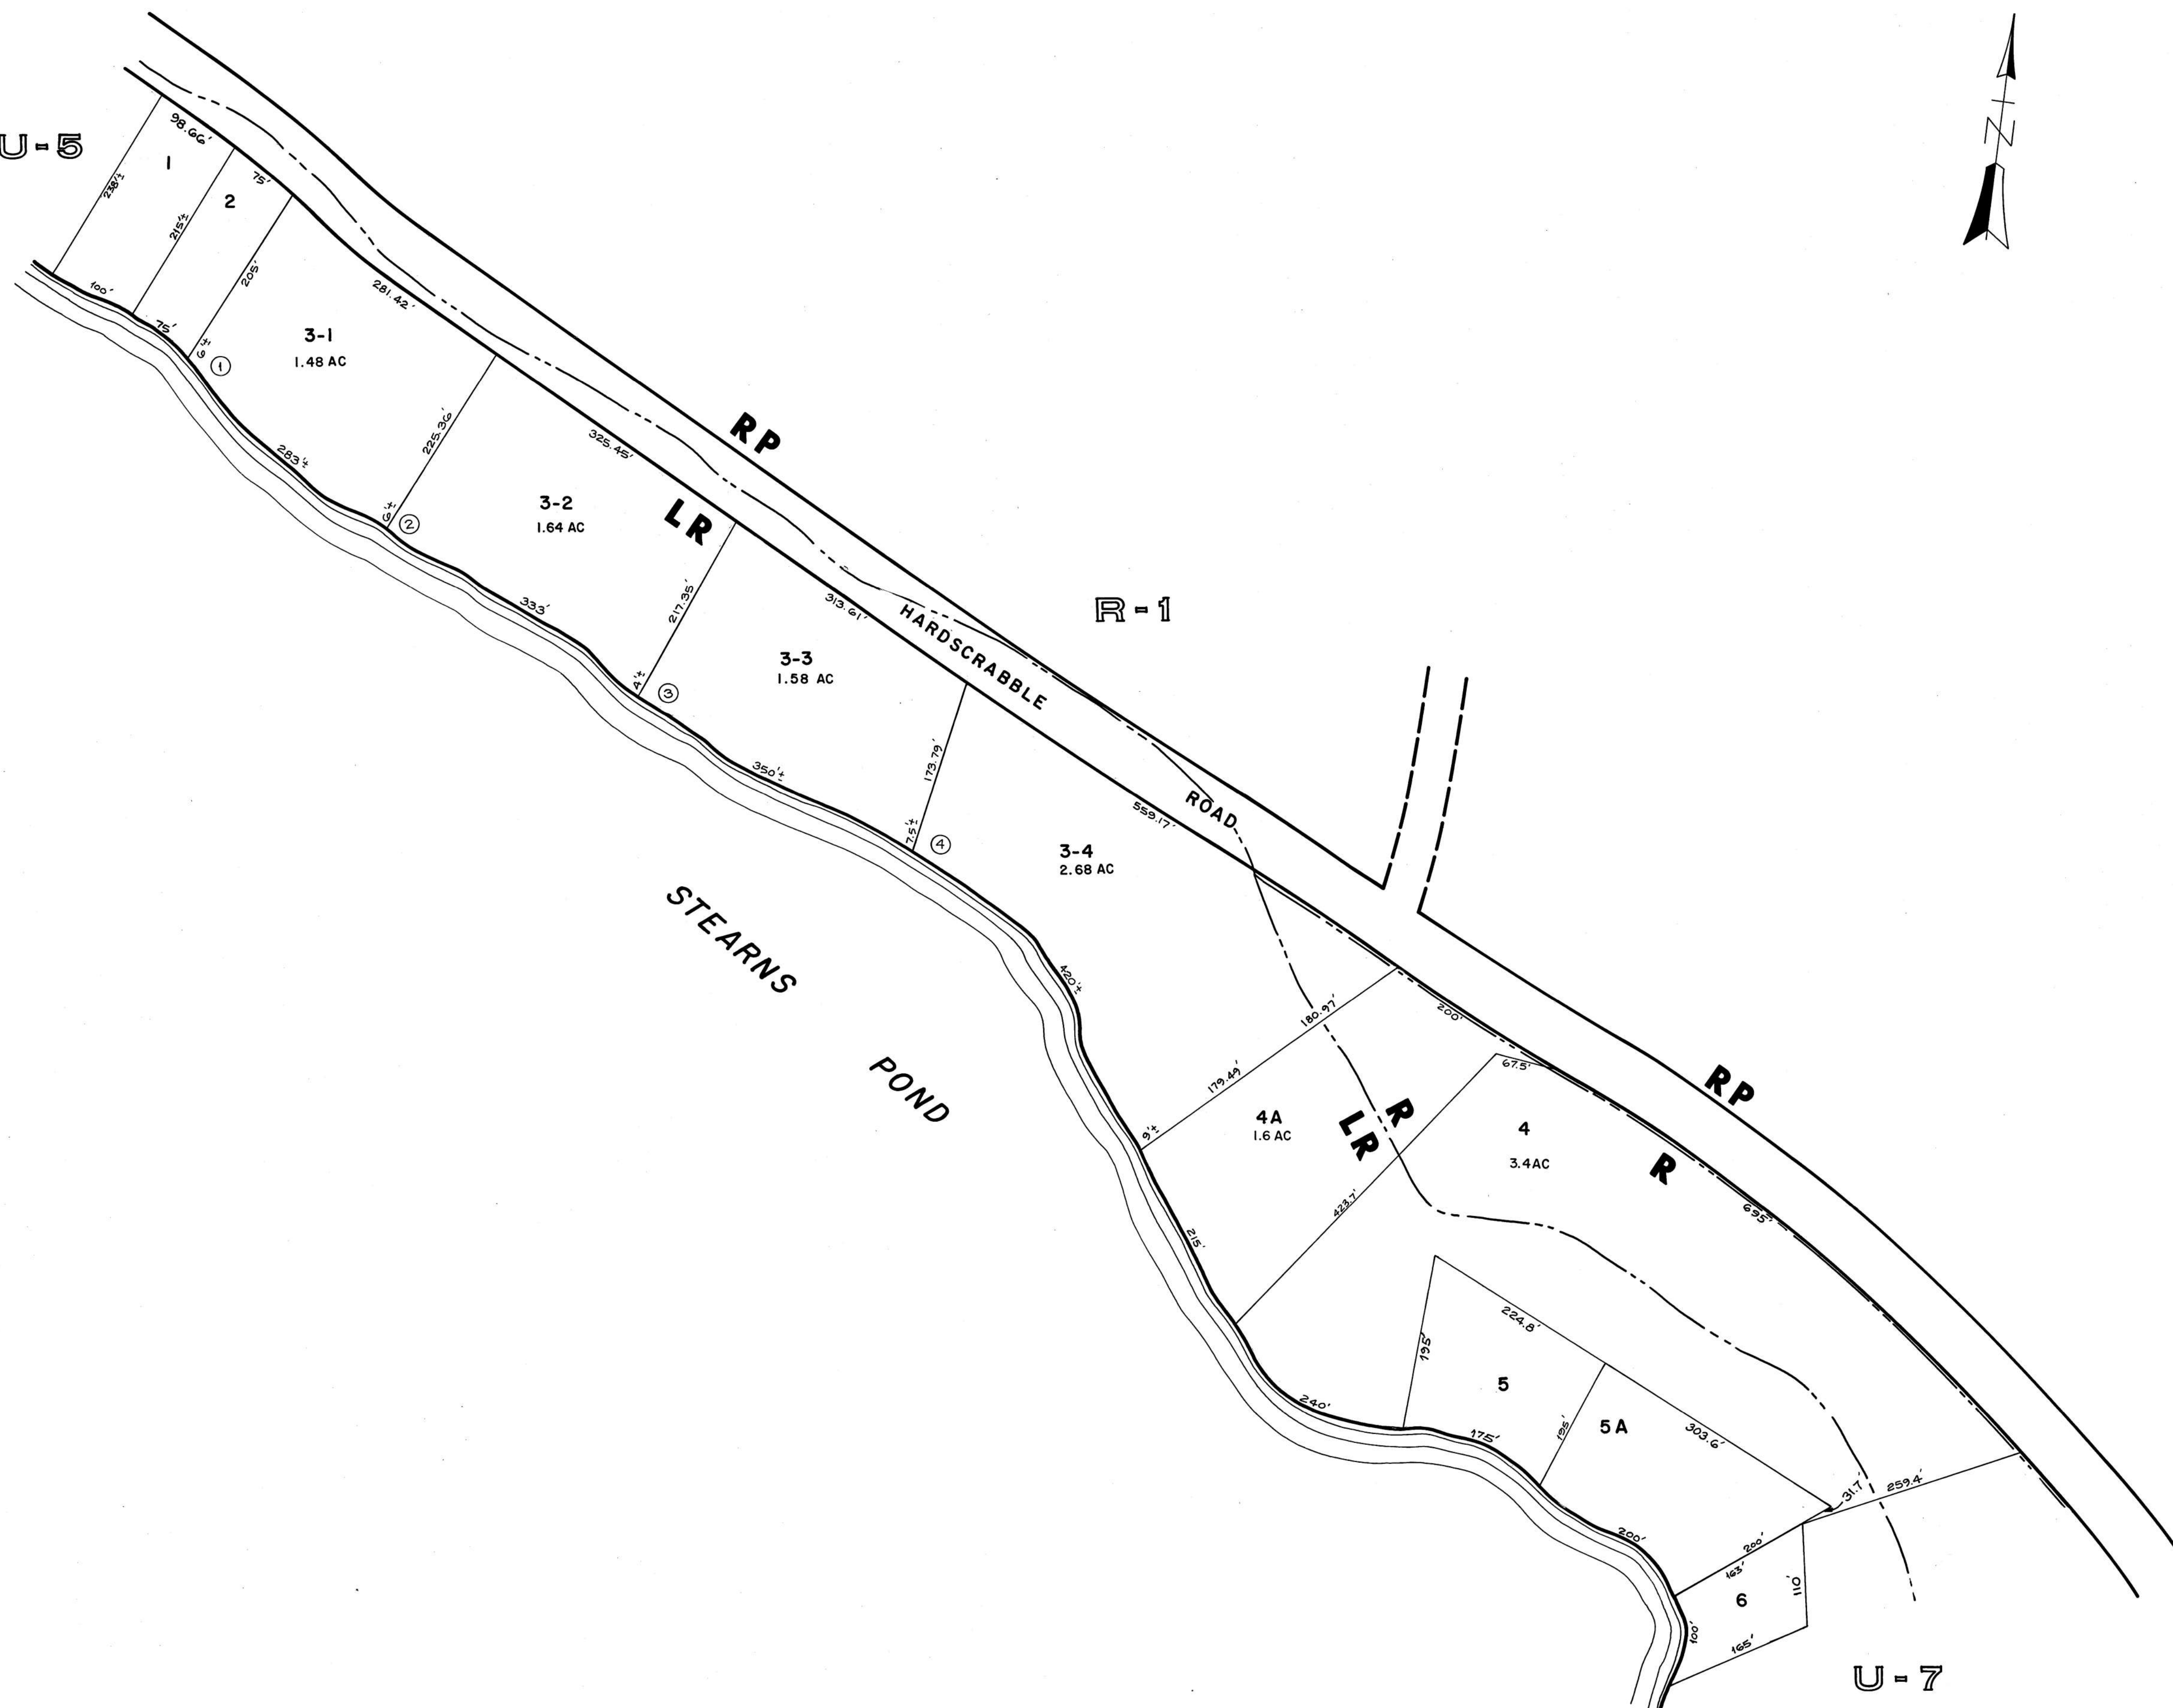 N
U-5
98.66'
1
238'±
75'
2
215'±
100'
205'
75'
9'±
1
281.42'
3-1
1.48 AC
283'±
225.36'
9'±
2
325.45'
RP
3-2
1.64 AC
LR
333'
217.35'
4'±
3
313.61'
R-1
HARDSCRABBLE
3-3
1.58 AC
350'±
173.79'
7.5'±
4
ROAD
559.17'
3-4
2.68 AC
STEARNS
POND
420'±
180.97'
179.49'
9'±
200'
67.5'
RP
4A
1.6 AC
R
LR
4
3.4AC
R
695'
423.7'
215'
224.8'
195'
240'
5
175'
195'
5A
303.6'
31.7'
259.4'
200'
200'
163'
110'
6
100'
165'
U-7